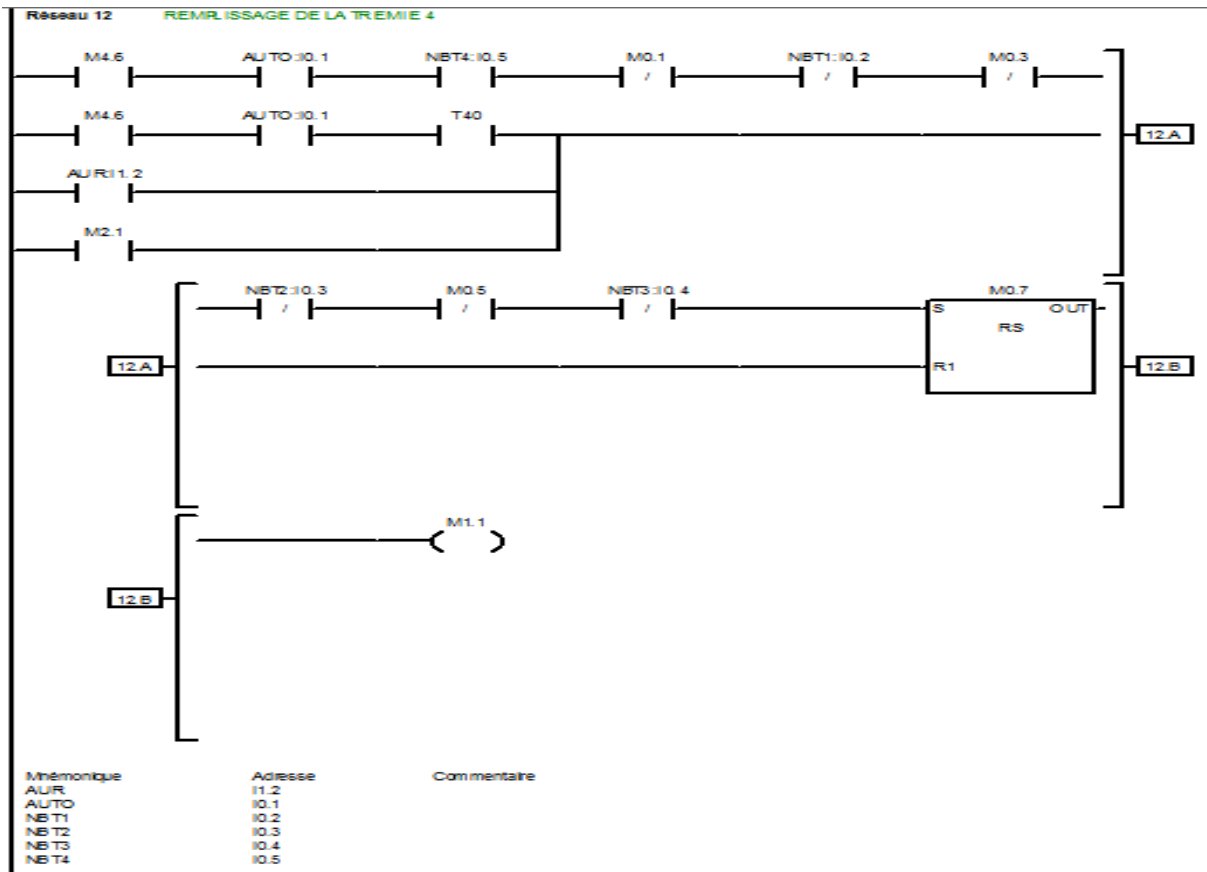 Réseau 12 REMPLISSAGE DE LA TREMIE 4
M4.6 AUTO:I0.1 NBT4:I0.5 M0.1 NBT1:I0.2 M0.3
/ / /
M4.6 AUTO:I0.1 T40
12.A
AUR:I1.2
M2.1
NBT2:I0.3 M0.5 NBT3:I0.4 M0.7
/ / / S OUT
RS
12.A R1 12.B
M1.1
12.B
Mnémonique Adresse Commentaire
AUR I1.2
AUTO I0.1
NBT1 I0.2
NBT2 I0.3
NBT3 I0.4
NBT4 I0.5